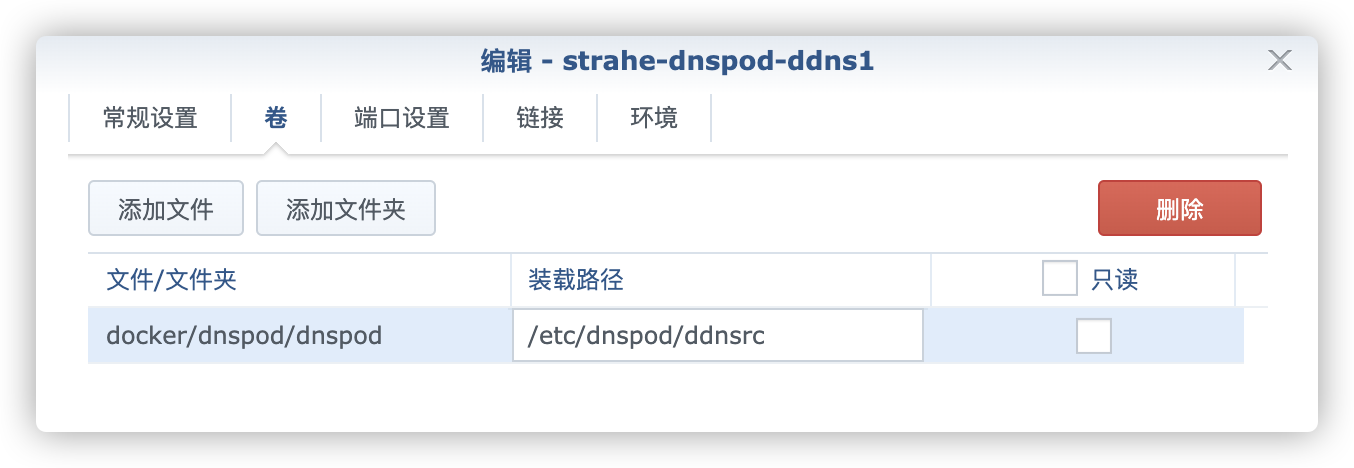 编辑 - strahe-dnspod-ddns1
常规设置 卷 端口设置 链接 环境
添加文件 添加文件夹 删除
文件/文件夹 装载路径 只读
docker/dnspod/dnspod /etc/dnspod/ddnsrc